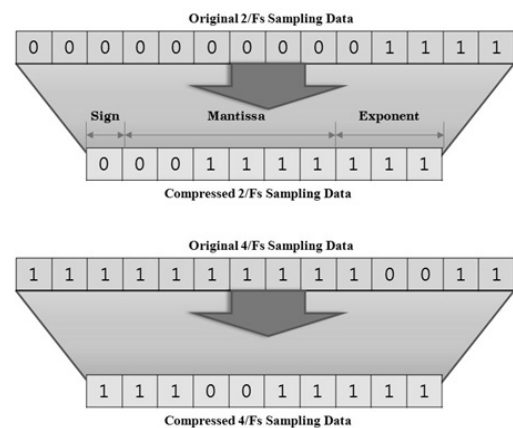 Original 2/Fs Sampling Data
0 0 0 0 0 0 0 0 0 0 1 1 1 1
Sign Mantissa Exponent
0 0 0 1 1 1 1 1 1 1
Compressed 2/Fs Sampling Data
Original 4/Fs Sampling Data
1 1 1 1 1 1 1 1 1 1 0 0 1 1
1 1 1 0 0 1 1 1 1 1
Compressed 4/Fs Sampling Data